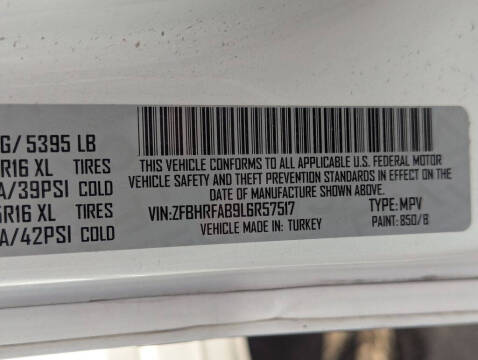 G/ 5395 LB
R16 XL TIRES
A/39PSI COLD
R16 XL TIRES
A/42PSI COLD
THIS VEHICLE CONFORMS TO ALL APPLICABLE U.S. FEDERAL MOTOR
VEHICLE SAFETY AND THEFT PREVENTION STANDARDS IN EFFECT ON THE
DATE OF MANUFACTURE SHOWN ABOVE.
VIN:ZFBHRFAB9L6R57517 TYPE:MPV
VEHICLE MADE IN: TURKEY PAINT:850/B